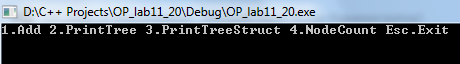 D:\C++ Projects\OP_lab11_20\Debug\OP_lab11_20.exe
1.Add 2.PrintTree 3.PrintTreeStruct 4.NodeCount Esc.Exit